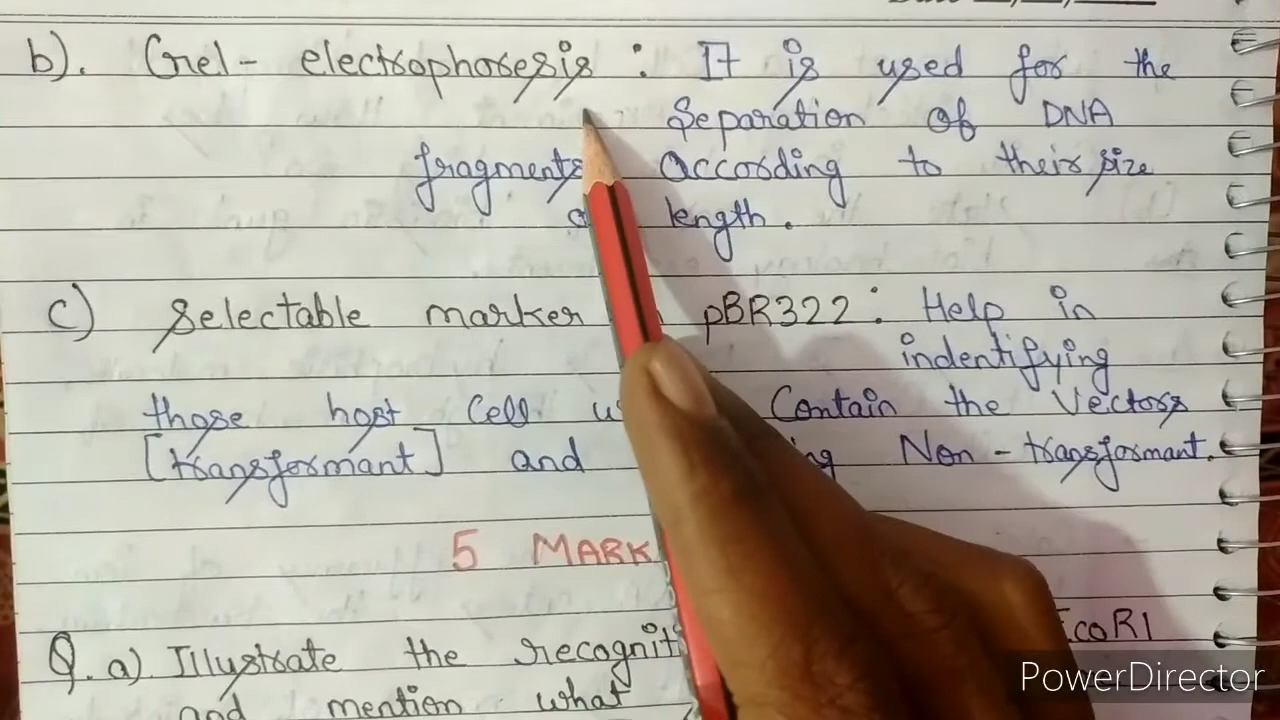 b). Gel - electrophoresis : It is used for the
Separation of DNA
fragments According to their size
length.
c) Selectable marker pBR322 : Help in
indentifying
those host Cell Contain the Vectors
[transformant] and Non - transformant.
5 MARK
ECORI
Q. a) Illustrate the
and mention what
PowerDirector